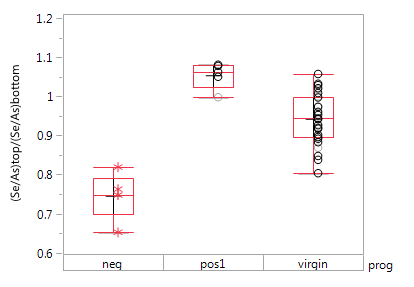 (Se/As)top/(Se/As)bottom
1.2
1.1
1
0.9
0.8
0.7
0.6
neg
pos1
virgin
prog